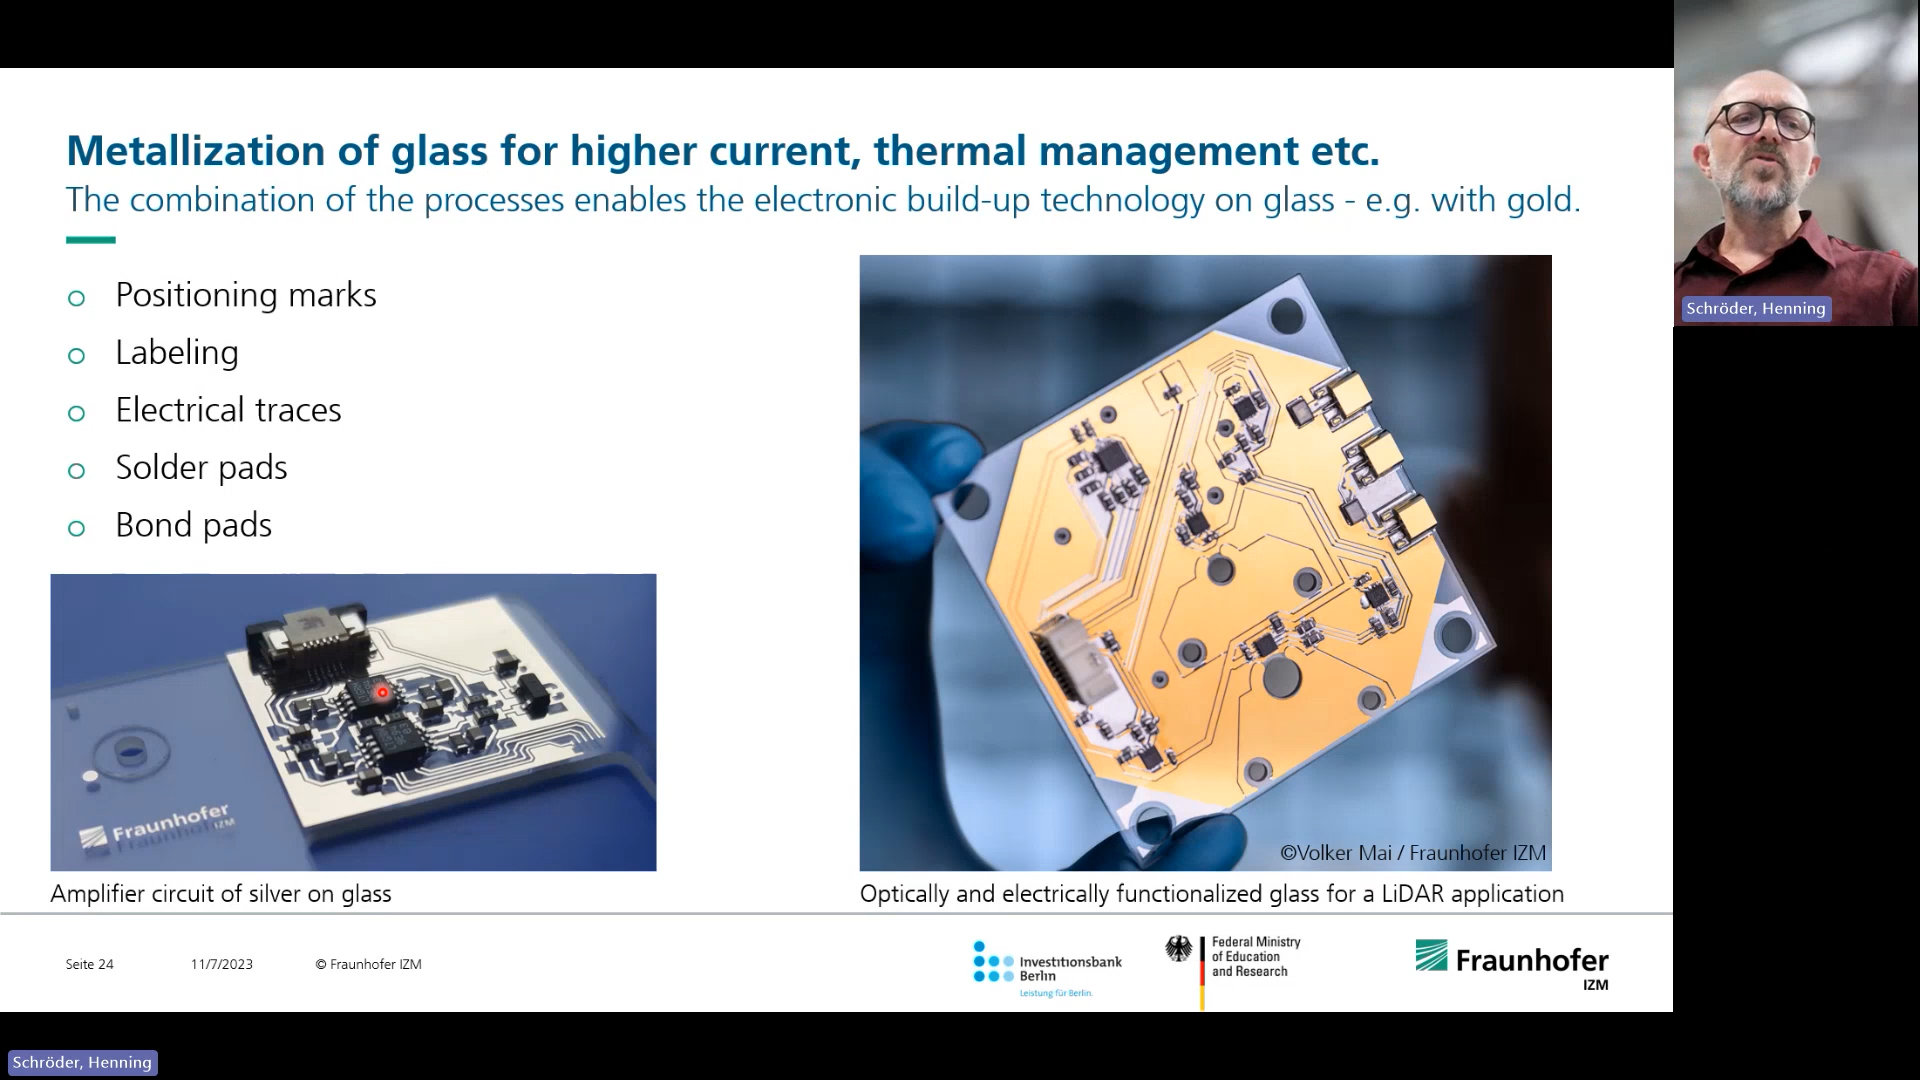 Metallization of glass for higher current, thermal management etc.
The combination of the processes enables the electronic build-up technology on glass - e.g. with gold.
Positioning marks
Labeling
Electrical traces
Solder pads
Bond pads
Fraunhofer
IZM
Amplifier circuit of silver on glass
©Volker Mai / Fraunhofer IZM
Optically and electrically functionalized glass for a LiDAR application
Seite 24
11/7/2023
© Fraunhofer IZM
Investitionsbank
Berlin
Leistung für Berlin.
Federal Ministry
of Education
and Research
Fraunhofer
IZM
Schröder, Henning
Schröder, Henning